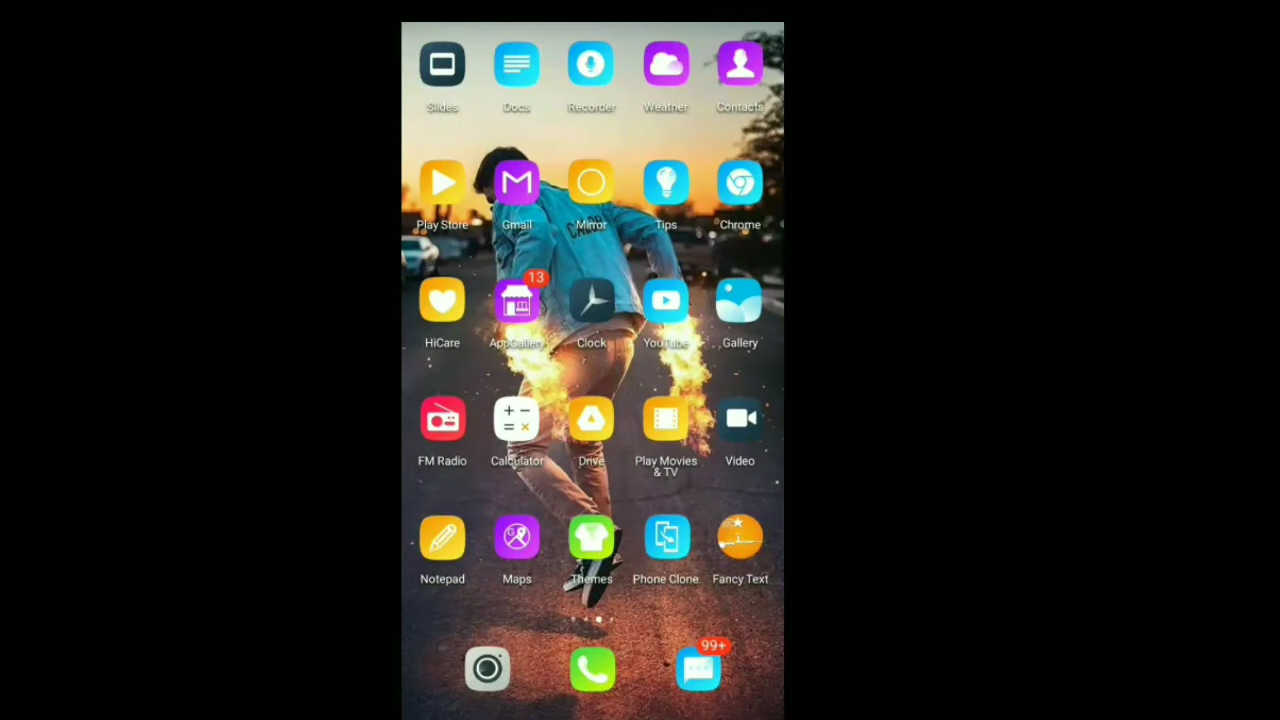 Slides
Docs
Recorder
Weather
Contacts
Play Store
Gmail
Mirror
Tips
Chrome
13
HiCare
AppGallery
Clock
YouTube
Gallery
FM Radio
Calculator
Drive
Play Movies
& TV
Video
Notepad
Maps
Themes
Phone Clone
Fancy Text
99+